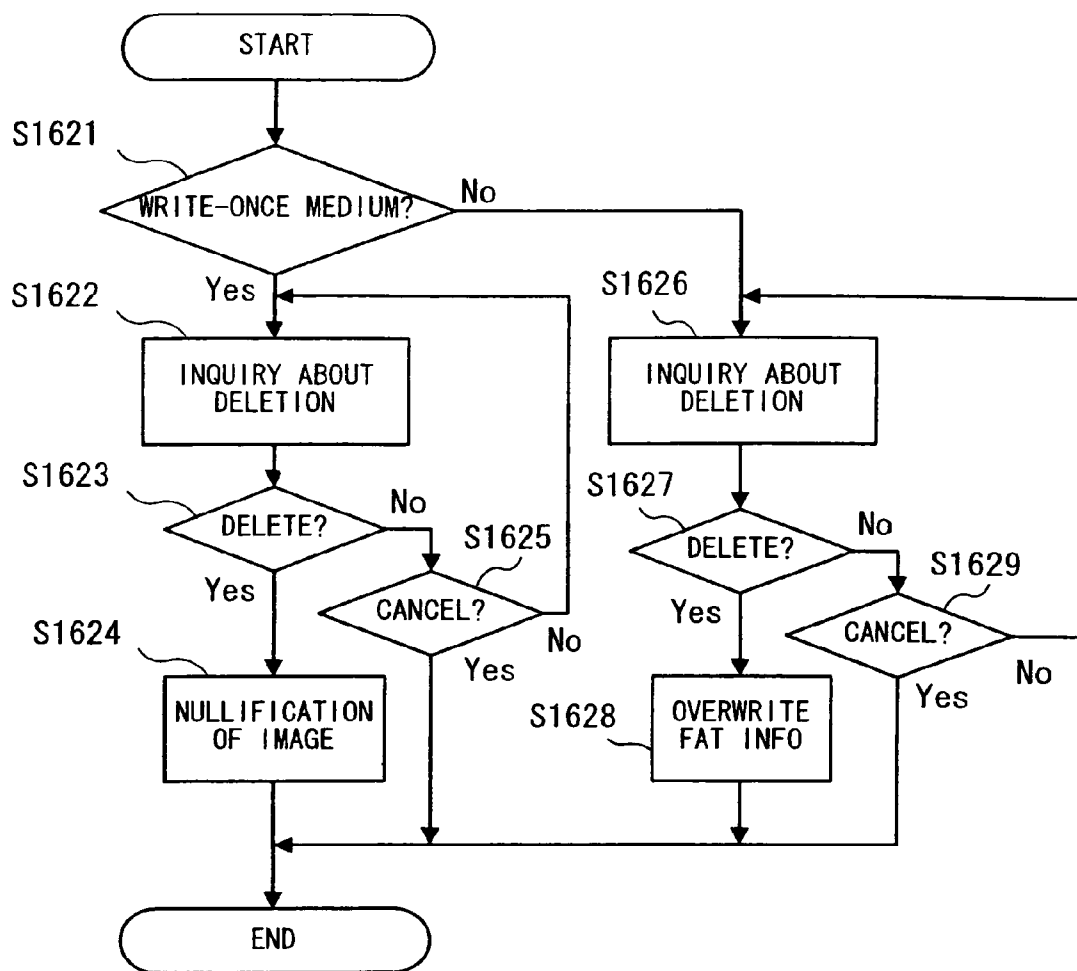 START
S1621
WRITE-ONCE MEDIUM?
No
Yes
S1622
INQUIRY ABOUT
DELETION
S1626
INQUIRY ABOUT
DELETION
S1623
DELETE?
No
Yes
S1625
CANCEL?
No
Yes
S1627
DELETE?
No
Yes
S1629
CANCEL?
No
Yes
S1624
NULLIFICATION
OF IMAGE
S1628
OVERWRITE
FAT INFO
END